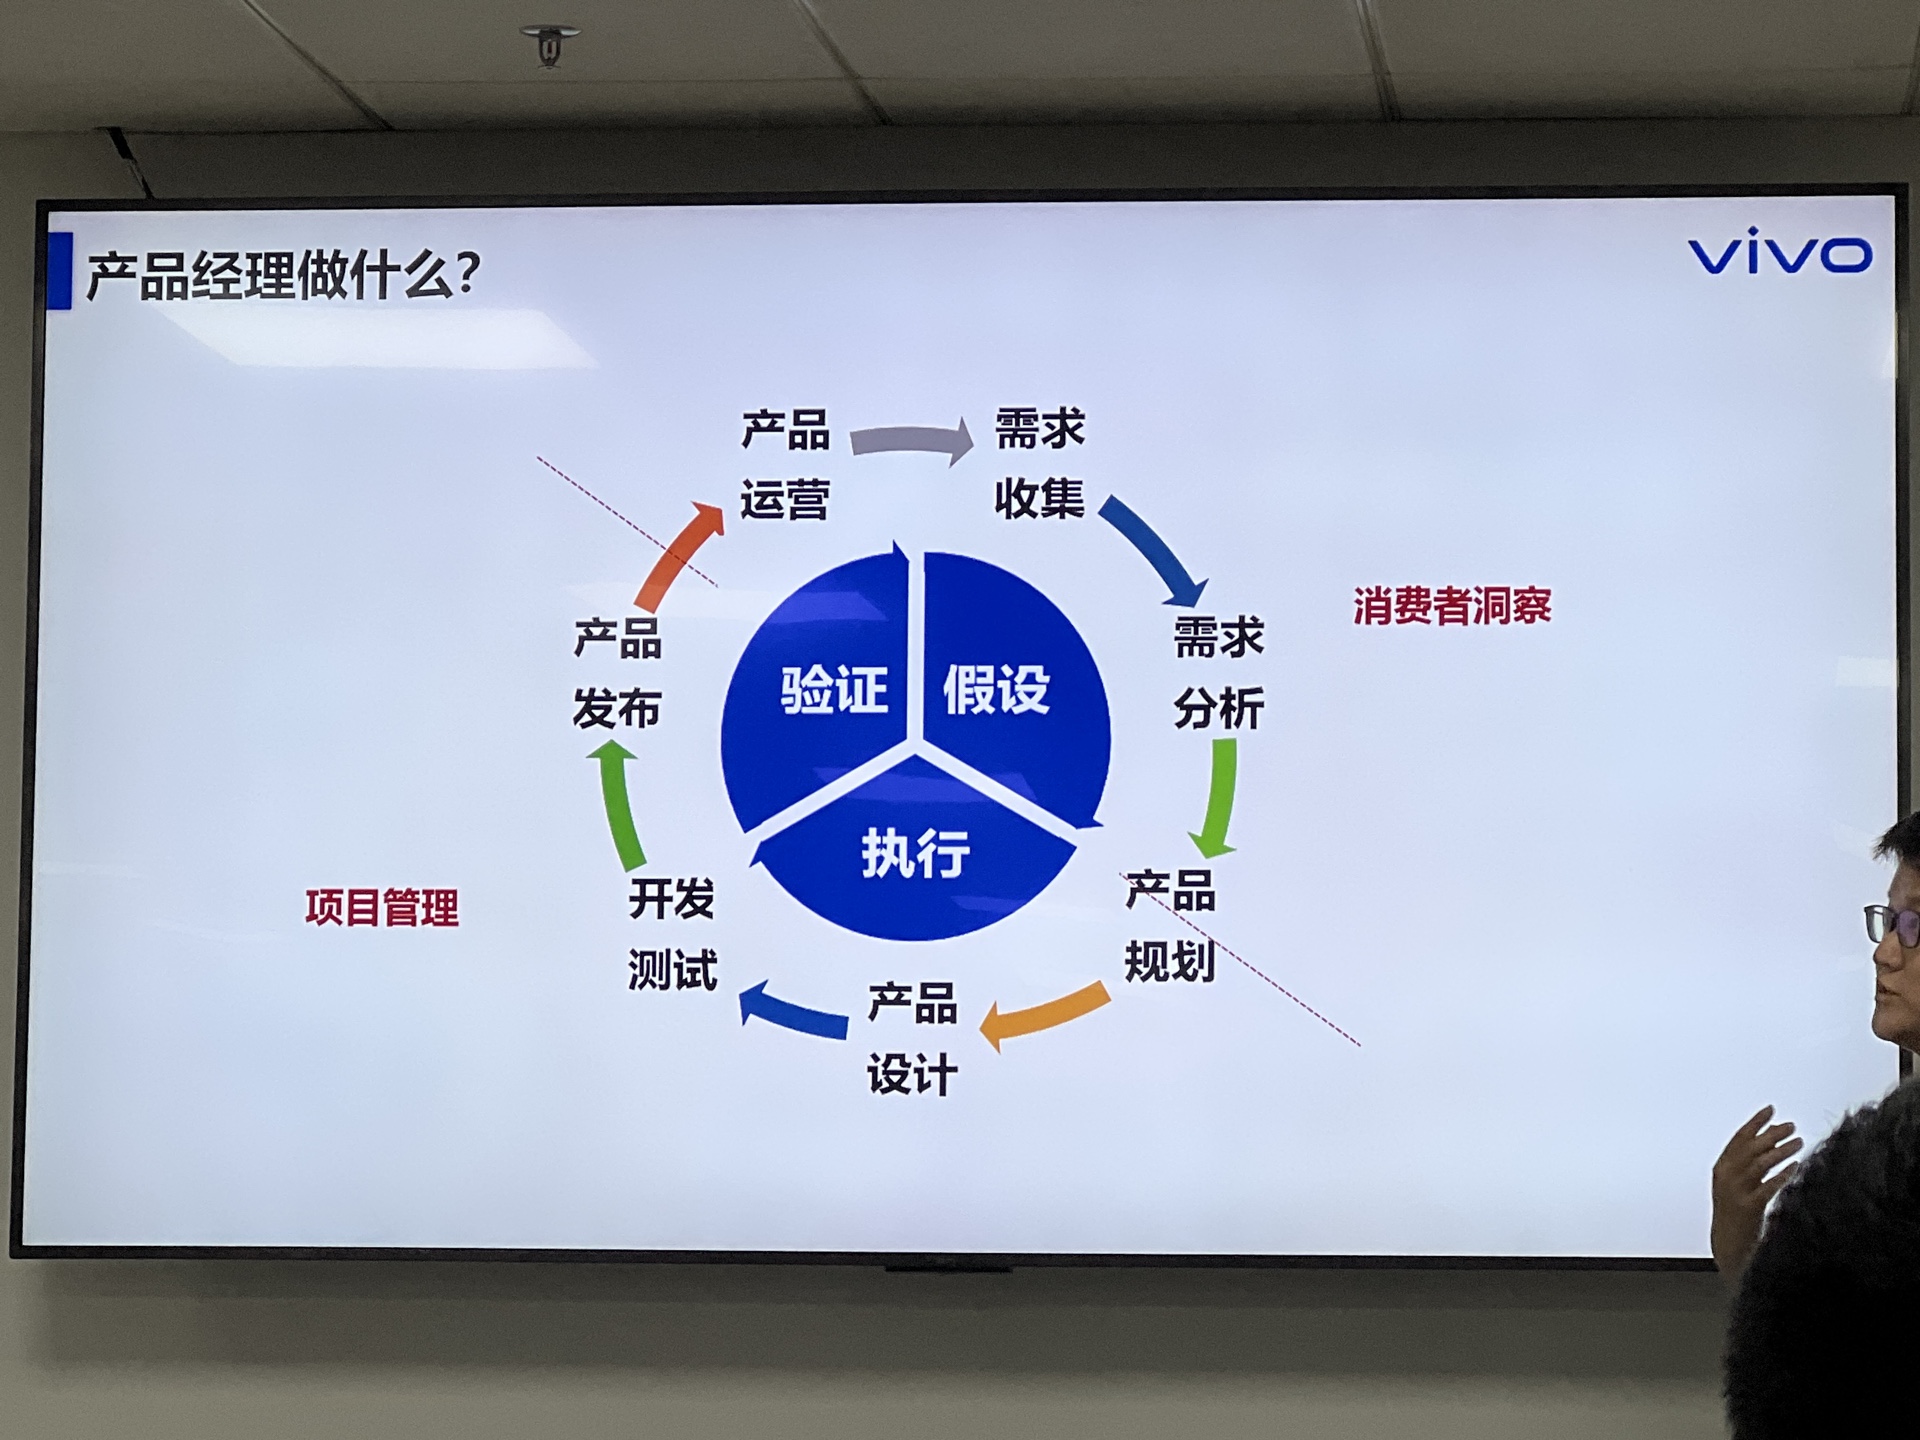 产品经理做什么？
vivo
产品
运营
需求
收集
需求
分析
消费者洞察
产品
规划
产品
设计
开发
测试
项目管理
产品
发布
验证
假设
执行